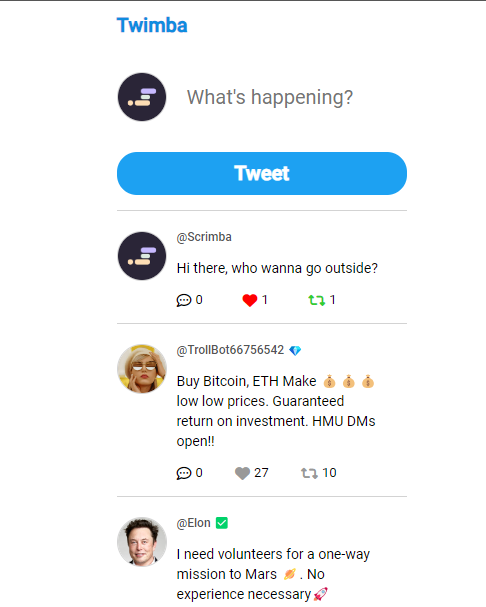 Twimba
What's happening?
Tweet
@Scrimba
Hi there, who wanna go outside?
0 1 1
@TrollBot66756542 💎
Buy Bitcoin, ETH Make 💰 💰 💰
low low prices. Guaranteed
return on investment. HMU DMs
open!!
0 27 10
@Elon ✅
I need volunteers for a one-way
mission to Mars 🪐. No
experience necessary🚀